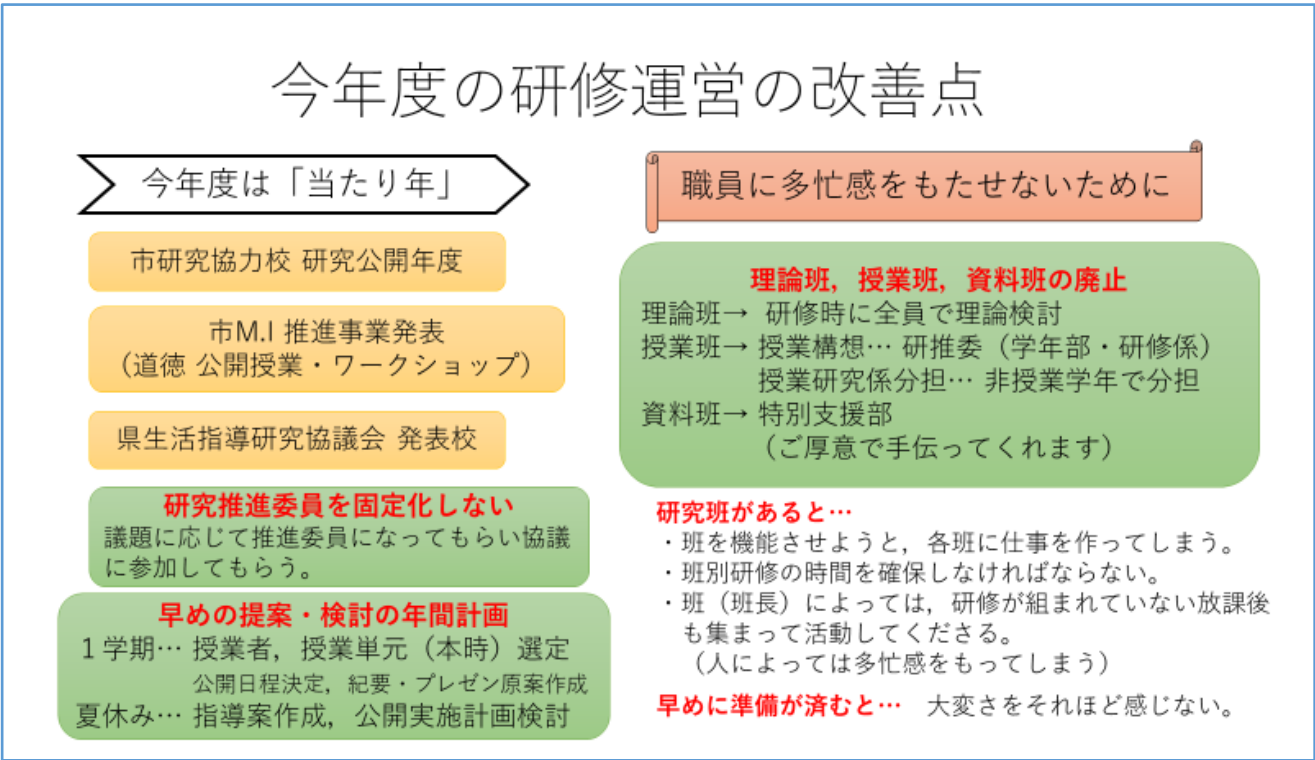 今年度の研修運営の改善点
今年度は「当たり年」
市研究協力校 研究公開年度
市M.I 推進事業発表
（道徳 公開授業・ワークショップ）
県生活指導研究協議会 発表校
研究推進委員を固定化しない
議題に応じて推進委員になってもらい協議
に参加してもらう。
早めの提案・検討の年間計画
１学期… 授業者，授業単元（本時）選定
公開日程決定，紀要・プレゼン原案作成
夏休み… 指導案作成，公開実施計画検討
職員に多忙感をもたせないために
理論班，授業班，資料班の廃止
理論班→ 研修時に全員で理論検討
授業班→ 授業構想… 研推委（学年部・研修係）
授業研究係分担… 非授業学年で分担
資料班→ 特別支援部
（ご厚意で手伝ってくれます）
研究班があると…
・班を機能させようと，各班に仕事を作ってしまう。
・班別研修の時間を確保しなければならない。
・班（班長）によっては，研修が組まれていない放課後
も集まって活動してくださる。
（人によっては多忙感をもってしまう）
早めに準備が済むと… 大変さをそれほど感じない。